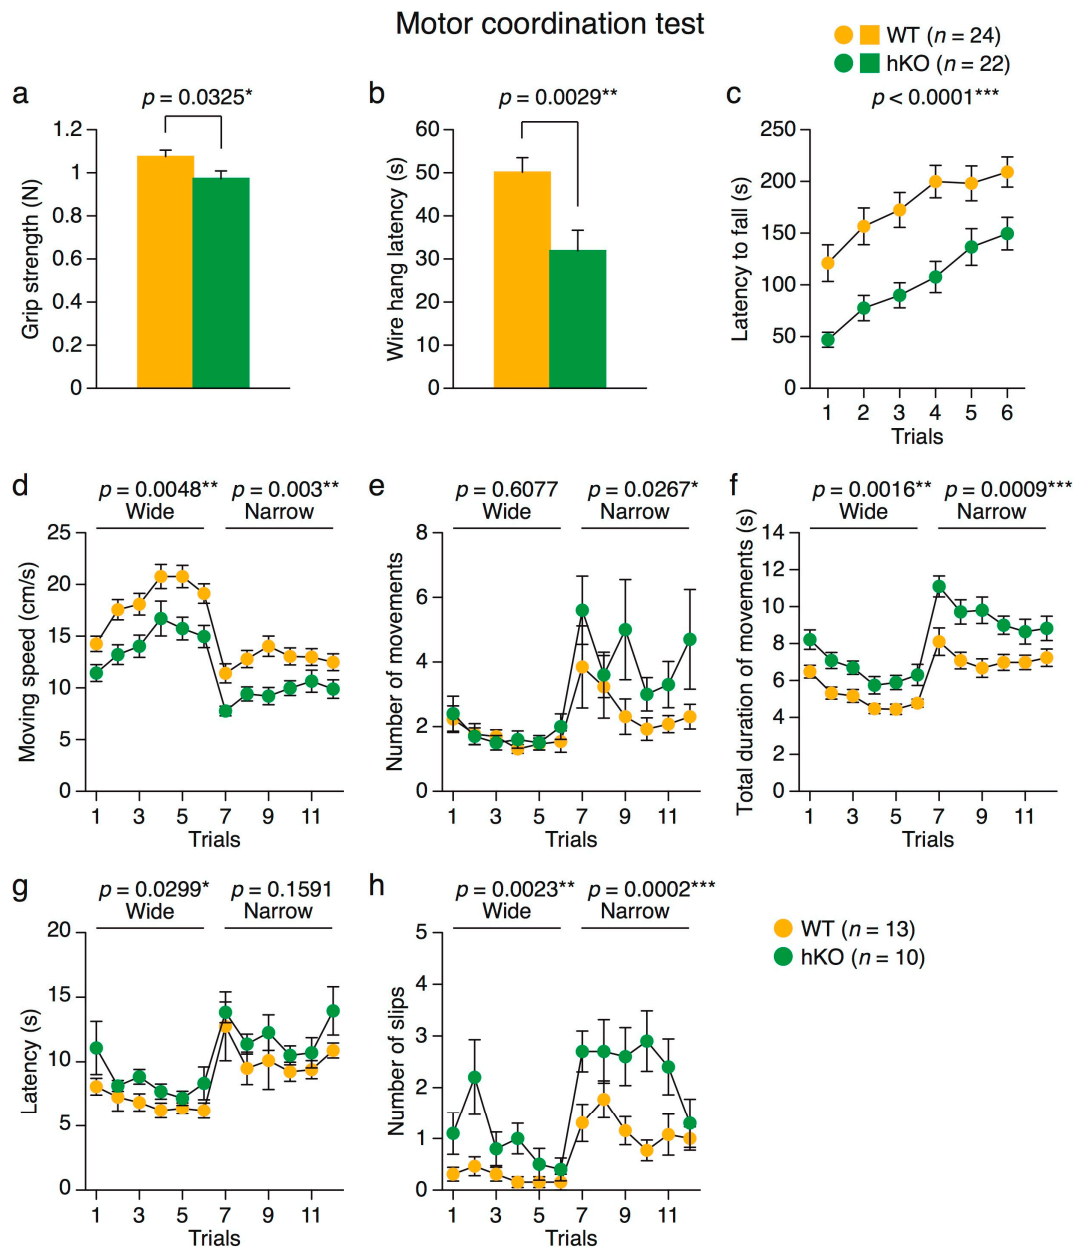 Motor coordination test
WT (n = 24)
hKO (n = 22)
a
p = 0.0325*
Grip strength (N)
1.2
1
0.8
0.6
0.4
0.2
0
b
p = 0.0029**
Wire hang latency (s)
60
50
40
30
20
10
0
c
p < 0.0001***
Latency to fall (s)
250
200
150
100
50
0
1 2 3 4 5 6
Trials
d
p = 0.0048** p = 0.003**
Wide Narrow
Moving speed (cm/s)
25
20
15
10
5
0
1 3 5 7 9 11
Trials
e
p = 0.6077 p = 0.0267*
Wide Narrow
Number of movements
8
6
4
2
0
1 3 5 7 9 11
Trials
f
p = 0.0016** p = 0.0009***
Wide Narrow
Total duration of movements (s)
14
12
10
8
6
4
2
0
1 3 5 7 9 11
Trials
g
p = 0.0299* p = 0.1591
Wide Narrow
Latency (s)
20
15
10
5
0
1 3 5 7 9 11
Trials
h
p = 0.0023** p = 0.0002***
Wide Narrow
Number of slips
5
4
3
2
1
0
1 3 5 7 9 11
Trials
WT (n = 13)
hKO (n = 10)